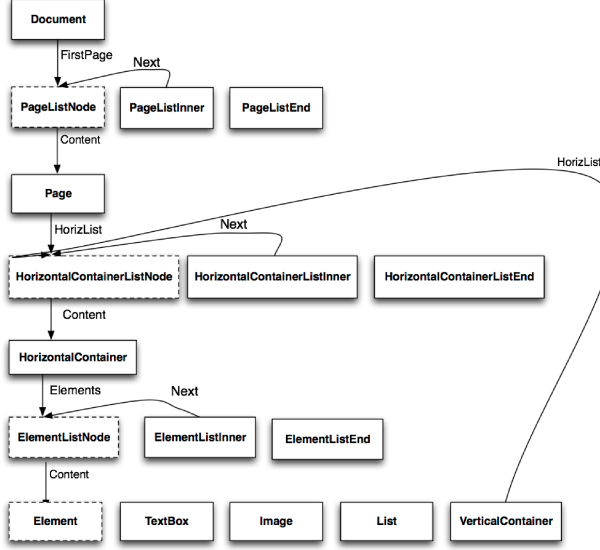 Document
FirstPage
Next
PageListNode
PageListInner
PageListEnd
Content
HorizList
Page
HorizList
Next
HorizontalContainerListNode
HorizontalContainerListInner
HorizontalContainerListEnd
Content
HorizontalContainer
Elements
Next
ElementListNode
ElementListInner
ElementListEnd
Content
Element
TextBox
Image
List
VerticalContainer